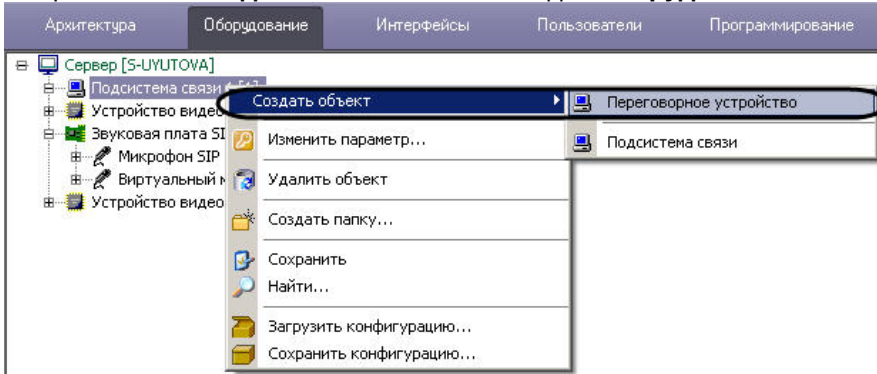 Архитектура Оборудование Интерфейсы Пользователи Программирование
Сервер [S-UYUTOVA]
Подсистема связи
Создать объект Переговорное устройство
Устройство видео
Звуковая плата SI
Изменить параметр... Подсистема связи
Микрофон SIP
Виртуальный Удалить объект
Устройство видео
Создать папку...
Сохранить
Найти...
Загрузить конфигурацию...
Сохранить конфигурацию...